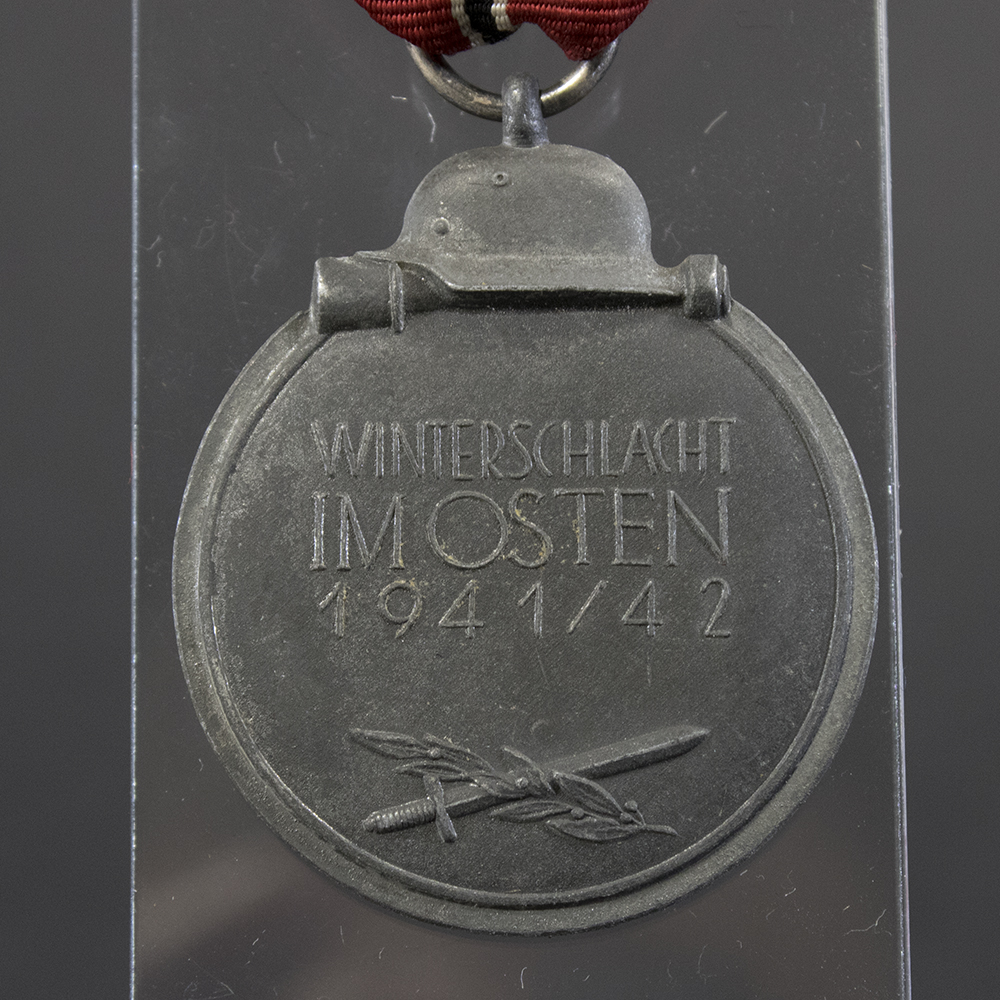 WINTERSCHLACHT
IM OSTEN
1941/42